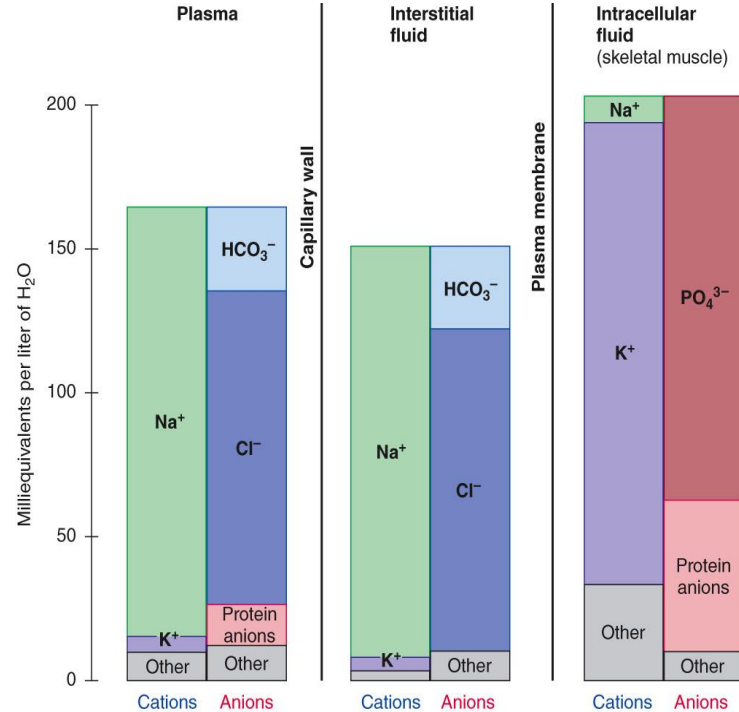 Plasma
Interstitial
fluid
Intracellular
fluid
(skeletal muscle)
Milliequivalents per liter of H₂O
200
150
100
50
0
Capillary wall
Plasma membrane
HCO₃⁻
Na⁺
Cl⁻
Protein
anions
K⁺
Other
Other
Cations
Anions
HCO₃⁻
Na⁺
Cl⁻
K⁺
Other
Cations
Anions
Na⁺
PO₄³⁻
K⁺
Protein
anions
Other
Other
Cations
Anions